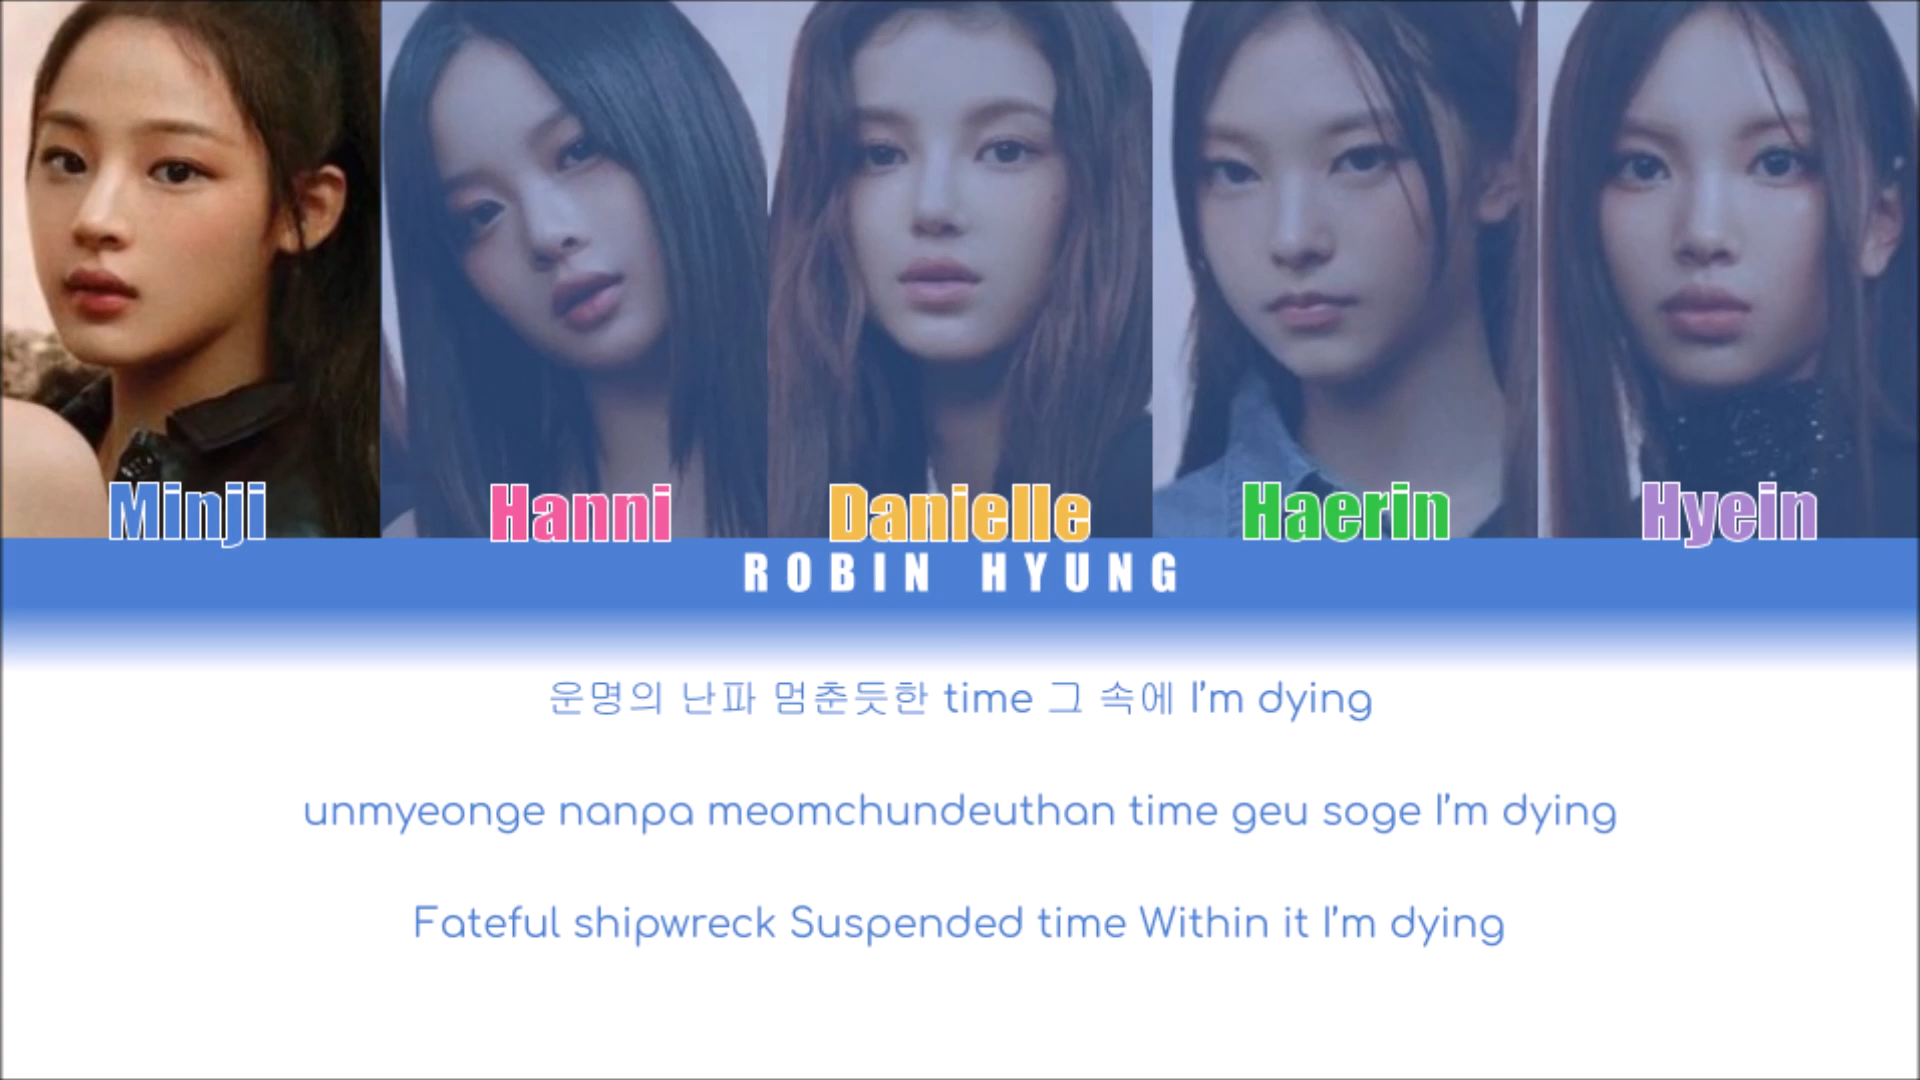 Minji Hanni Danielle Haerin Hyein
ROBIN HYUNG
운명의 난파 멈춘듯한 time 그 속에 I'm dying
unmyeonge nanpa meomchundeuthan time geu soge I'm dying
Fateful shipwreck Suspended time Within it I'm dying